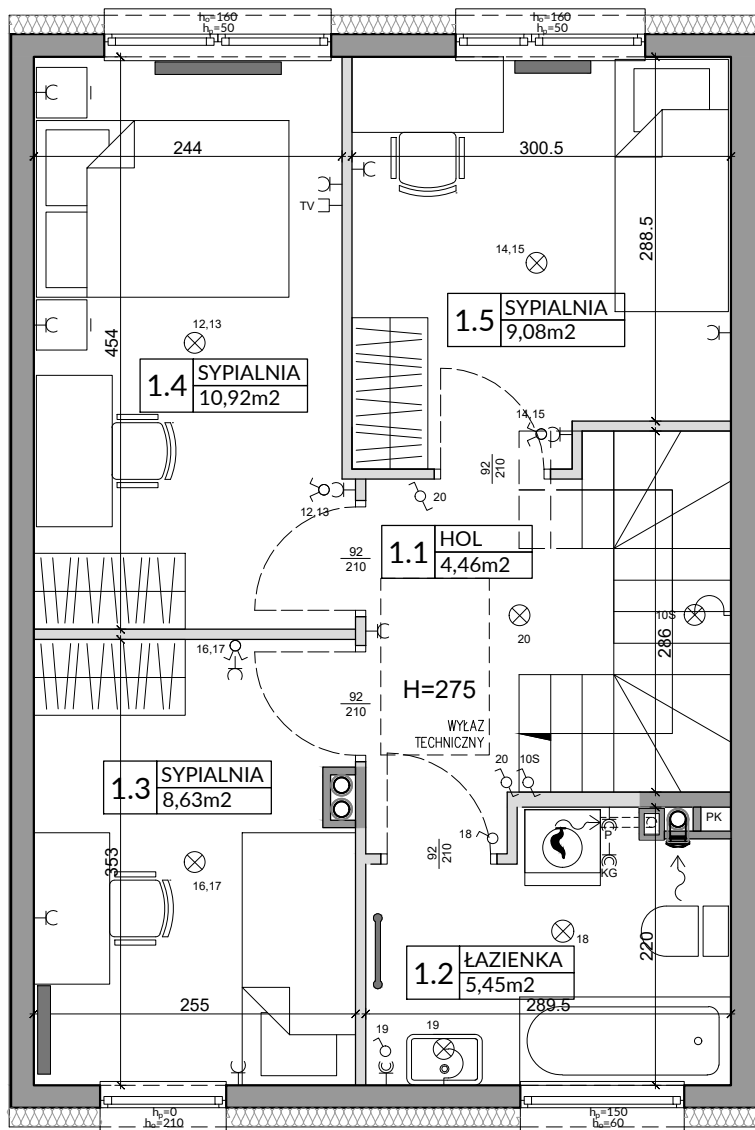 ho=160
hp=50
ho=160
hp=50
244
300.5
TV
288.5
14,15
1.5 SYPIALNIA
9,08m2
12,13
454
1.4 SYPIALNIA
10,92m2
14,15
92
210
12,13
20
1.1 HOL
4,46m2
92
210
10S
20
286
16,17
92
210
H=275
WYŁAZ
TECHNICZNY
20
10S
1.3 SYPIALNIA
8,63m2
18
P
PK
92
210
KG
353
16,17
18
220
1.2 ŁAZIENKA
5,45m2
255
289.5
19
19
hp=0
ho=210
hp=150
ho=60